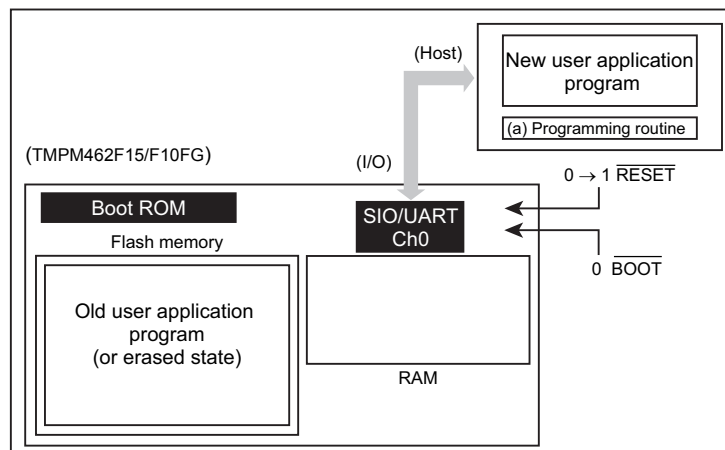 (Host)
New user application
program
(a) Programming routine
(TMPM462F15/F10FG)
(I/O)
0 → 1 RESET
Boot ROM
SIO/UART
Ch0
Flash memory
0 BOOT
Old user application
program
(or erased state)
RAM